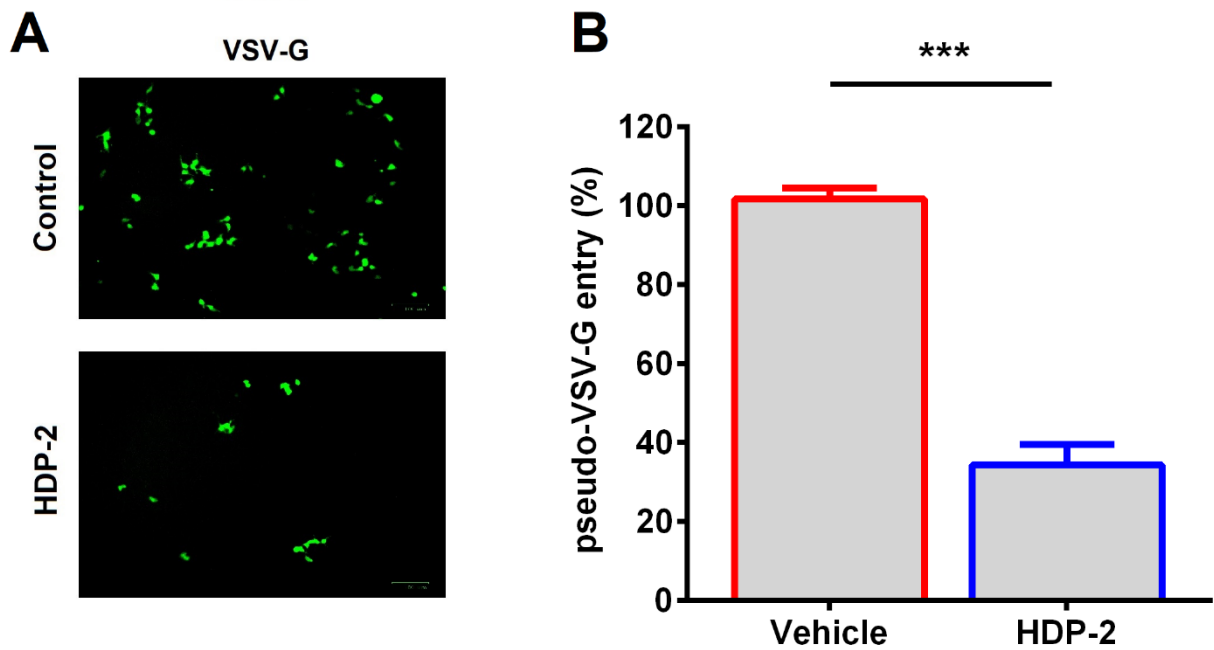 A
VSV-G
Control
HDP-2
B
***
pseudo-VSV-G entry (%)
120
100
80
60
40
20
0
Vehicle
HDP-2